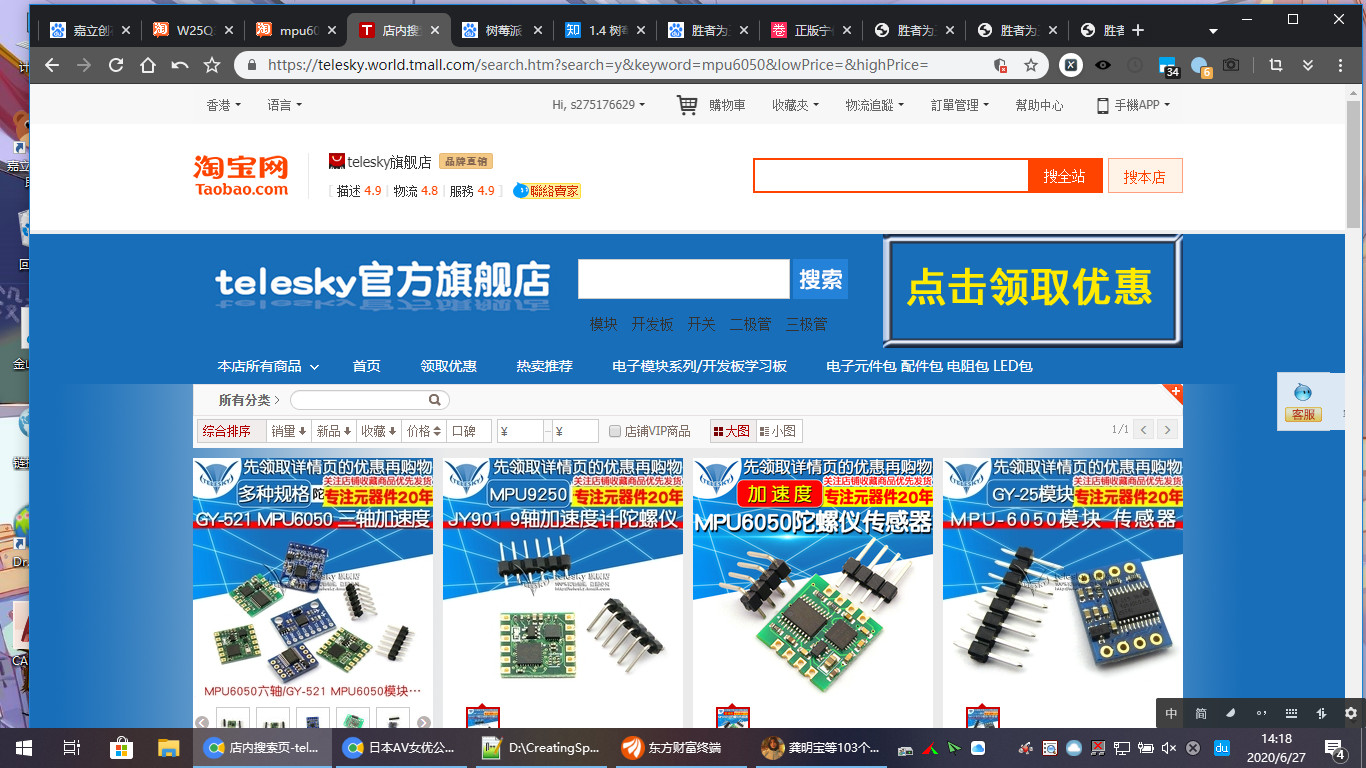 嘉立创
W25Q
mpu60
店内搜
树莓派
1.4 树莓
胜者为
正版宁
胜者为
胜者为
胜者
https://telesky.world.tmall.com/search.htm?search=y&keyword=mpu6050&lowPrice=&highPrice=
34
6
香港
语言
Hi, s275176629
購物車
收藏夾
物流追蹤
訂單管理
幫助中心
手機APP
淘宝网
Taobao.com
telesky旗舰店
品牌直销
[ 描述 4.9 | 物流 4.8 | 服務 4.9 ]
聯絡賣家
搜全站
搜本店
telesky官方旗舰店
搜索
点击领取优惠
模块 开发板 开关 二极管 三极管
本店所有商品
首页
领取优惠
热卖推荐
电子模块系列/开发板学习板
电子元件包 配件包 电阻包 LED包
客服
所有分类
综合排序 销量 新品 收藏 价格 口碑 ¥ - ¥ 店铺VIP商品 大图 小图 1/1
先领取详情页的优惠再购物
关注店铺收藏商品优先发货
TELESKY
多种规格
专注元器件20年
GY-521 MPU6050 三轴加速度
MPU6050六轴/GY-521 MPU6050模块…
先领取详情页的优惠再购物
关注店铺收藏商品优先发货
TELESKY
MPU9250
专注元器件20年
JY901 9轴加速度计陀螺仪
先领取详情页的优惠再购物
关注店铺收藏商品优先发货
TELESKY
加速度
专注元器件20年
MPU6050陀螺仪传感器
先领取详情页的优惠再购物
关注店铺收藏商品优先发货
TELESKY
GY-25模块
专注元器件20年
MPU-6050模块 传感器
中 简
店内搜索页-tel...
日本AV女优公...
D:\CreatingSp...
东方财富终端
龚明宝等103个...
du
14:18
2020/6/27
4